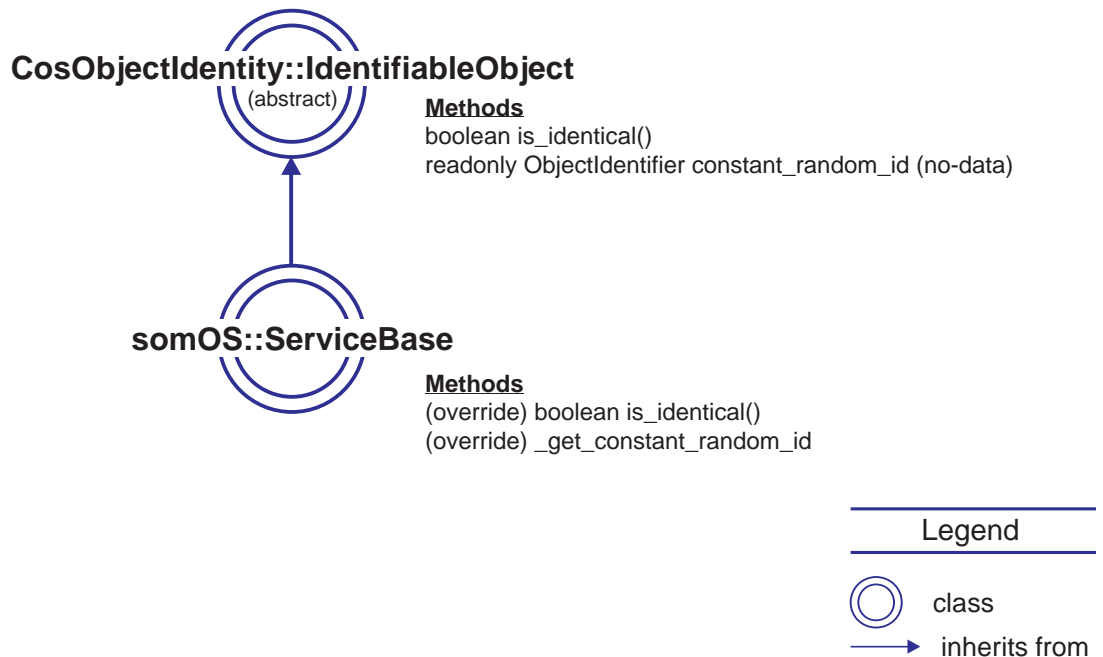 CosObjectIdentity::IdentifiableObject
(abstract)
Methods
boolean is_identical()
readonly ObjectIdentifier constant_random_id (no-data)
somOS::ServiceBase
Methods
(override) boolean is_identical()
(override) _get_constant_random_id
Legend
class
inherits from